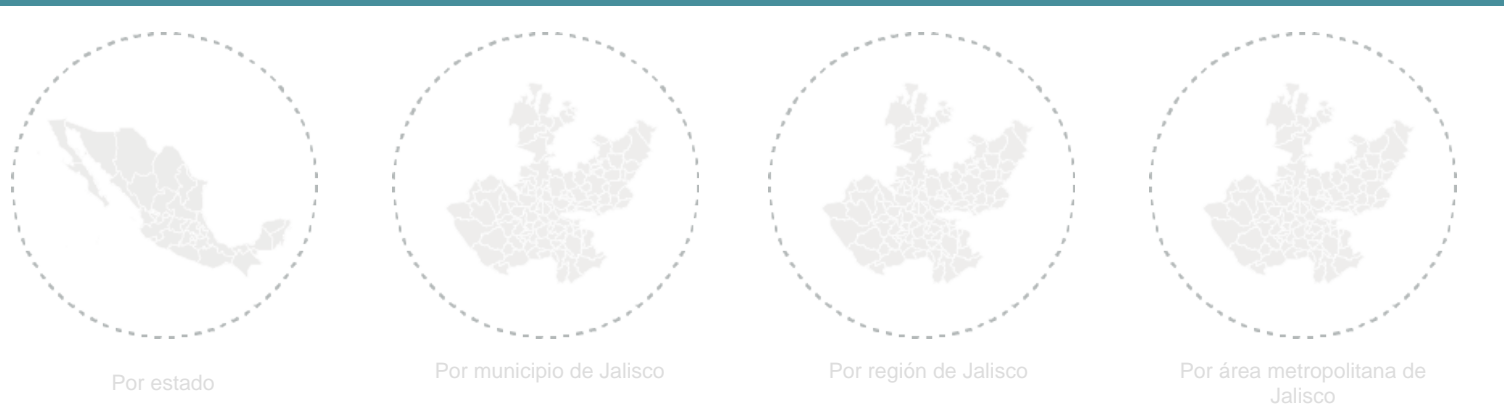 Por estado
Por municipio de Jalisco
Por región de Jalisco
Por área metropolitana de
Jalisco